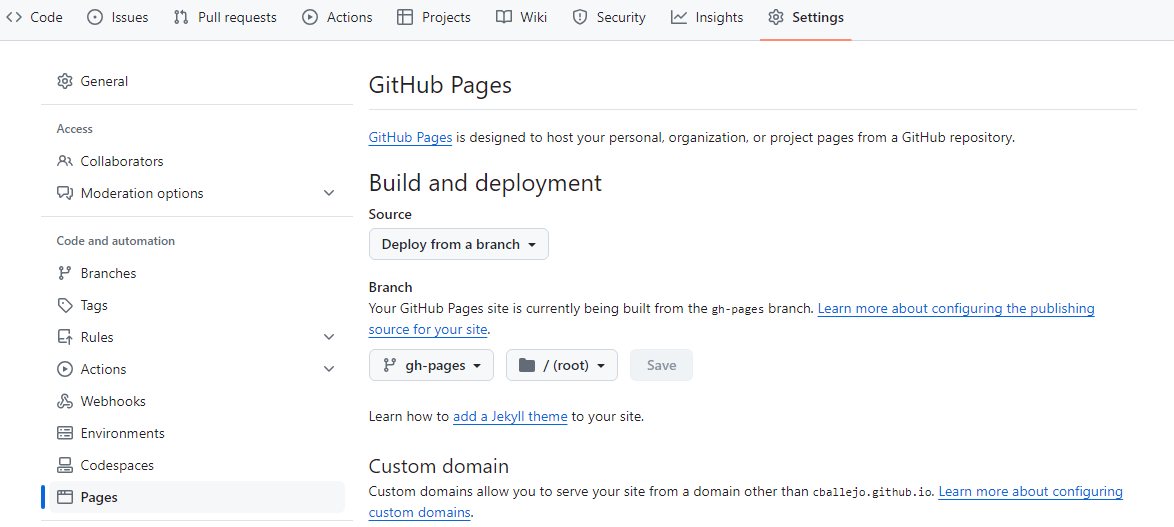 Code Issues Pull requests Actions Projects Wiki Security Insights Settings
General
Access
Collaborators
Moderation options
Code and automation
Branches
Tags
Rules
Actions
Webhooks
Environments
Codespaces
Pages
GitHub Pages
GitHub Pages is designed to host your personal, organization, or project pages from a GitHub repository.
Build and deployment
Source
Deploy from a branch
Branch
Your GitHub Pages site is currently being built from the gh-pages branch. Learn more about configuring the publishing
source for your site.
gh-pages / (root) Save
Learn how to add a Jekyll theme to your site.
Custom domain
Custom domains allow you to serve your site from a domain other than cballejo.github.io. Learn more about configuring
custom domains.